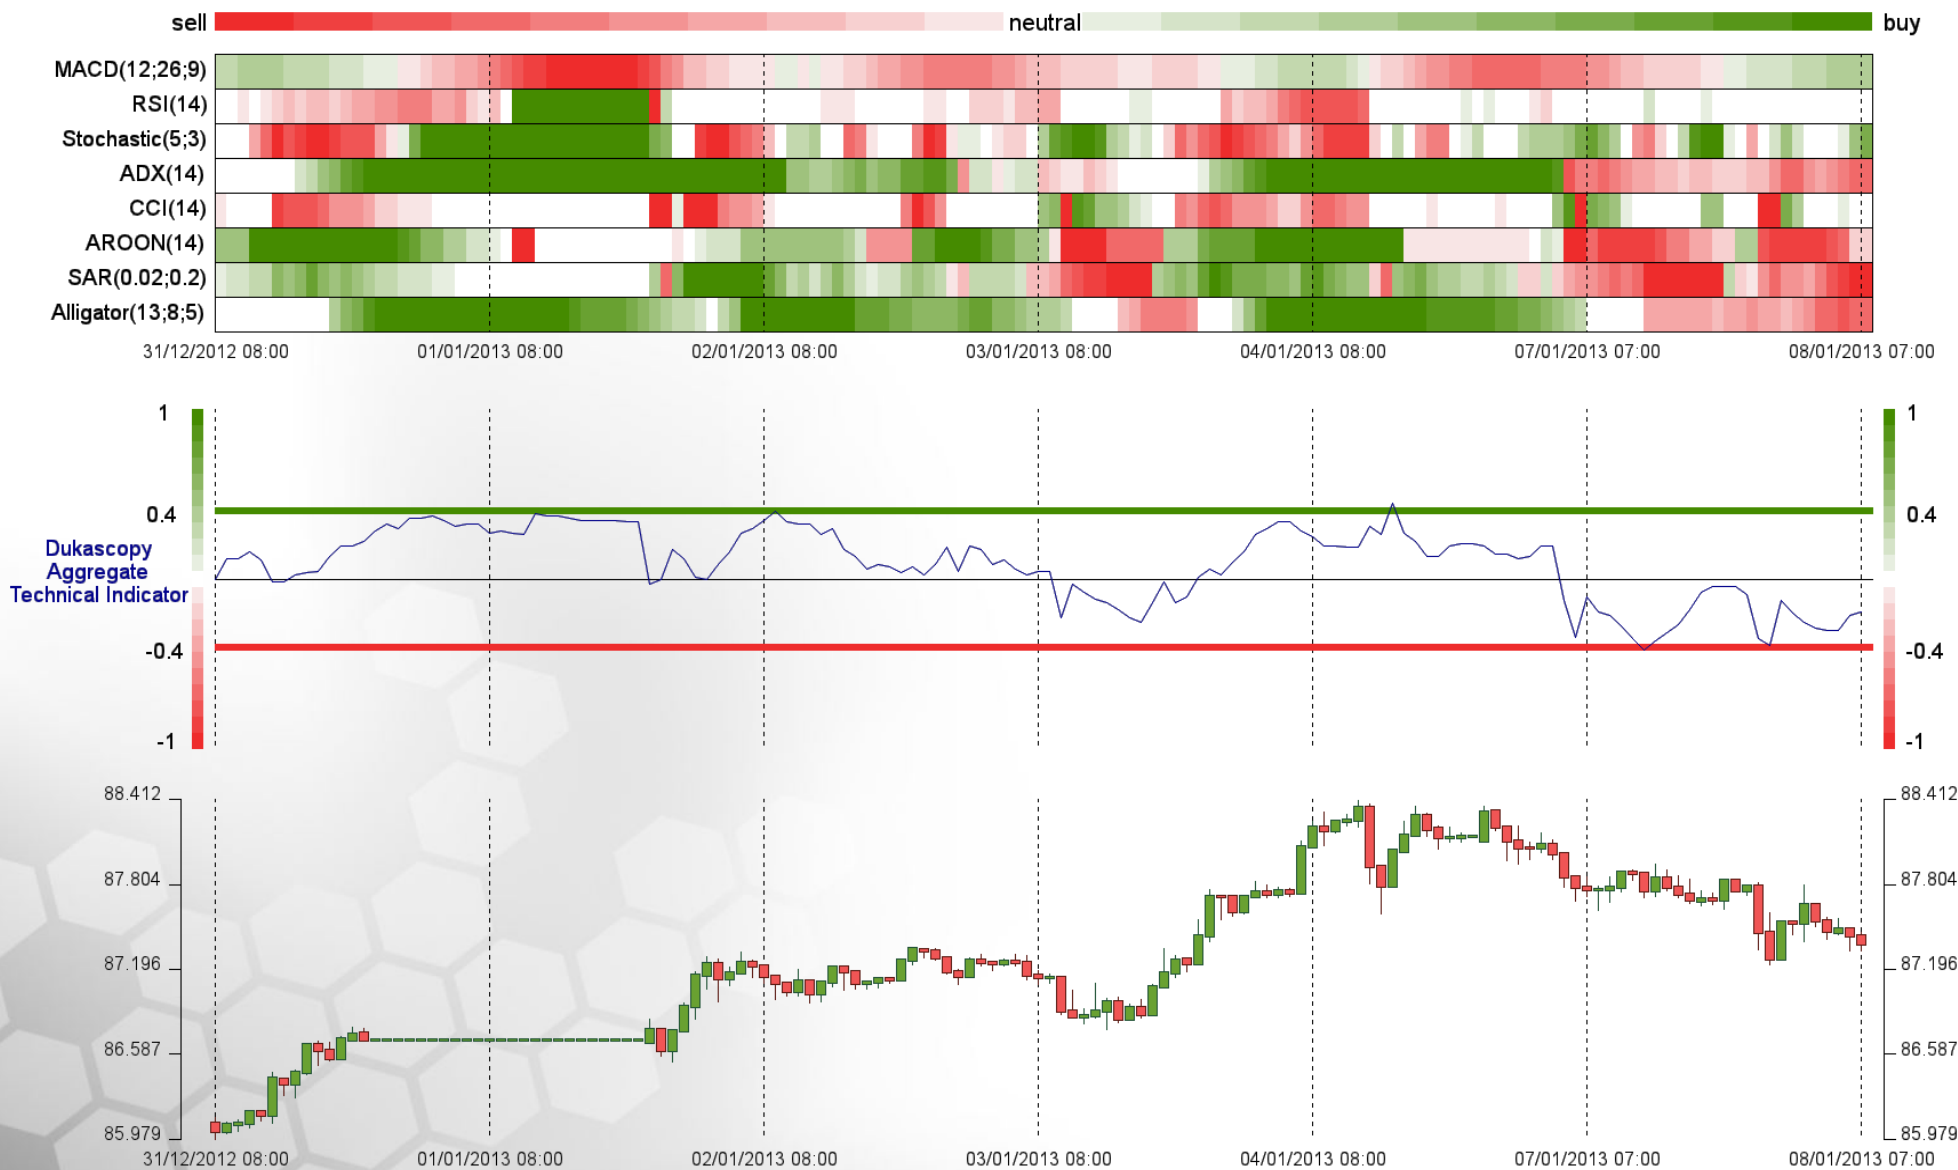 sell neutral buy
MACD(12;26;9)
RSI(14)
Stochastic(5;3)
ADX(14)
CCI(14)
AROON(14)
SAR(0.02;0.2)
Alligator(13;8;5)
31/12/2012 08:00 01/01/2013 08:00 02/01/2013 08:00 03/01/2013 08:00 04/01/2013 08:00 07/01/2013 07:00 08/01/2013 07:00
1 1
0.4 0.4
Dukascopy
Aggregate
Technical Indicator
-0.4 -0.4
-1 -1
88.412 88.412
87.804 87.804
87.196 87.196
86.587 86.587
85.979 85.979
31/12/2012 08:00 01/01/2013 08:00 02/01/2013 08:00 03/01/2013 08:00 04/01/2013 08:00 07/01/2013 07:00 08/01/2013 07:00